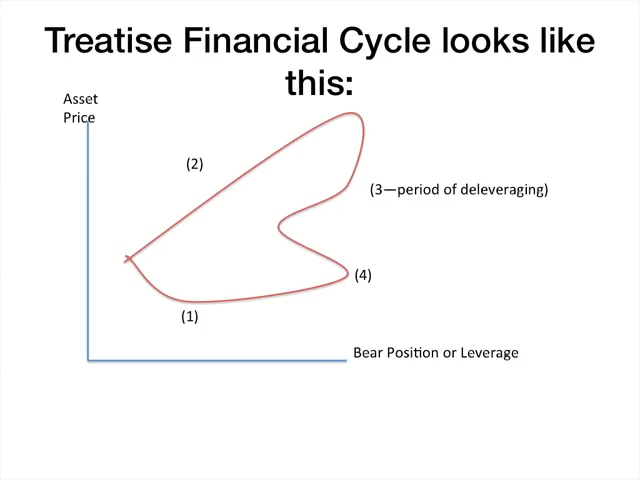 Treatise Financial Cycle looks like
this:
Asset
Price
(2)
(3—period of deleveraging)
(4)
(1)
Bear Position or Leverage